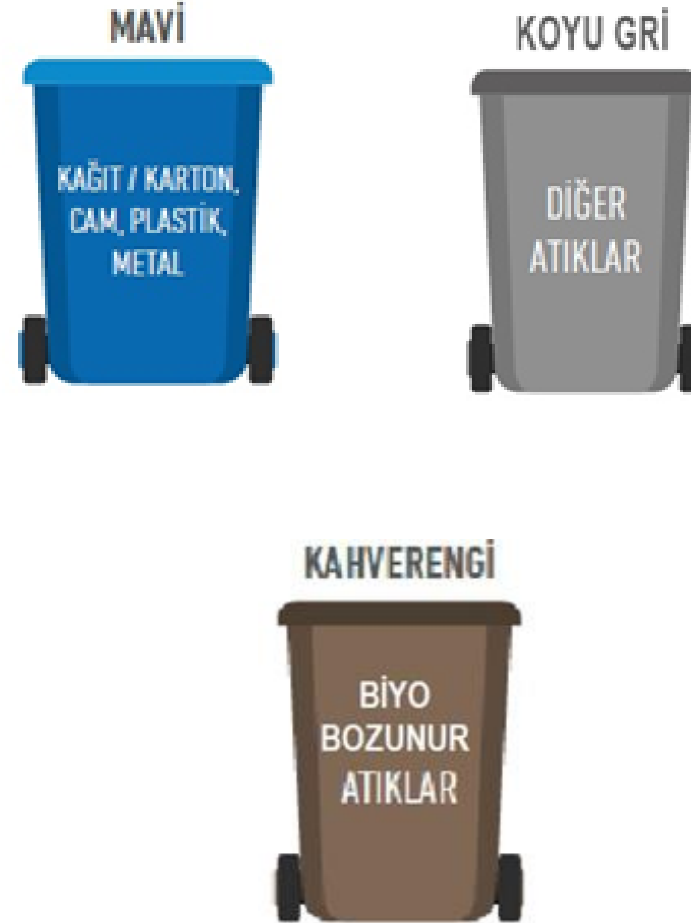 MAVİ
KAĞIT / KARTON,
CAM, PLASTİK,
METAL
KOYU GRİ
DİĞER
ATIKLAR
KAHVERENGİ
BİYO
BOZUNUR
ATIKLAR